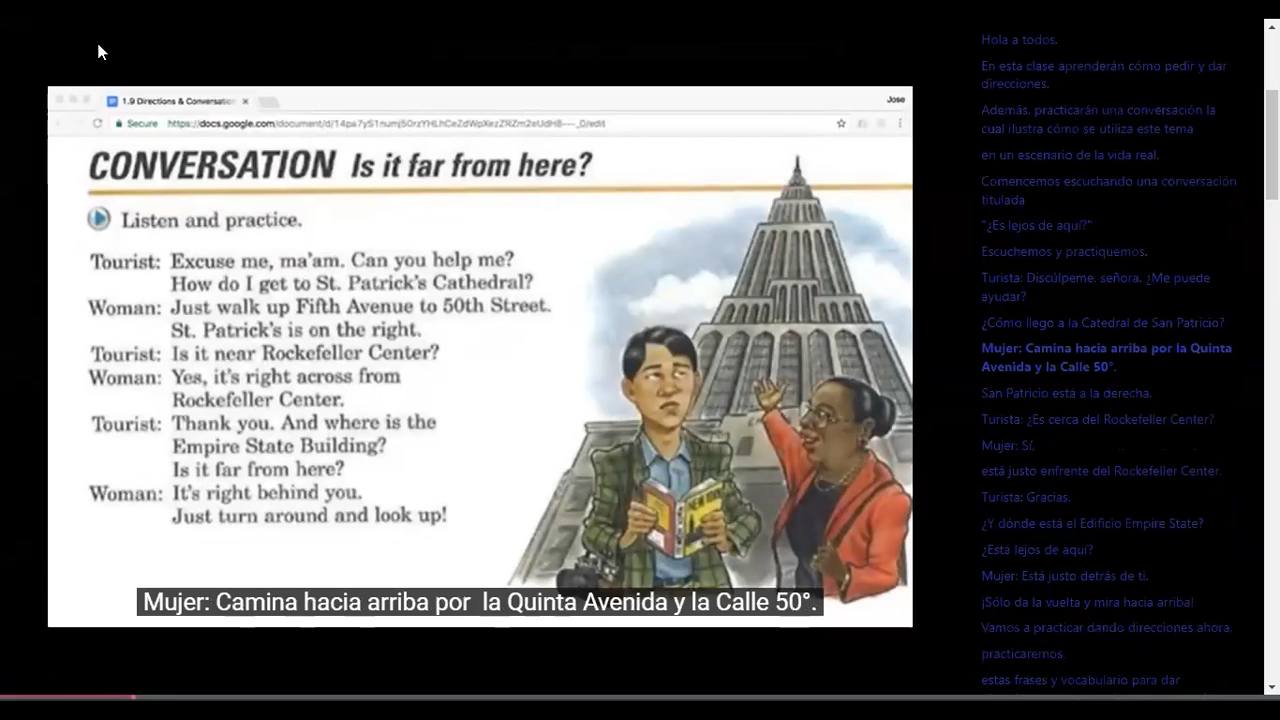 1.9 Directions & Conversation
Jose
Secure
CONVERSATION Is it far from here?
Listen and practice.
Tourist: Excuse me, ma'am. Can you help me?
How do I get to St. Patrick's Cathedral?
Woman: Just walk up Fifth Avenue to 50th Street.
St. Patrick's is on the right.
Tourist: Is it near Rockefeller Center?
Woman: Yes, it's right across from
Rockefeller Center.
Tourist: Thank you. And where is the
Empire State Building?
Is it far from here?
Woman: It's right behind you.
Just turn around and look up!
Mujer: Camina hacia arriba por la Quinta Avenida y la Calle 50°.
Hola a todos.
En esta clase aprenderán cómo pedir y dar
direcciones.
Además, practicarán una conversación la
cual ilustra cómo se utiliza este tema
en un escenario de la vida real.
Comencemos escuchando una conversación
titulada
"¿Es lejos de aquí?"
Escuchemos y practiquemos.
Turista: Discúlpeme, señora. ¿Me puede
ayudar?
¿Cómo llego a la Catedral de San Patricio?
Mujer: Camina hacia arriba por la Quinta
Avenida y la Calle 50°.
San Patricio está a la derecha.
Turista: ¿Es cerca del Rockefeller Center?
Mujer: Sí,
está justo enfrente del Rockefeller Center.
Turista: Gracias.
¿Y dónde está el Edificio Empire State?
¿Está lejos de aquí?
Mujer: Está justo detrás de ti.
¡Sólo da la vuelta y mira hacia arriba!
Vamos a practicar dando direcciones ahora,
practicaremos
estas frases y vocabulario para dar